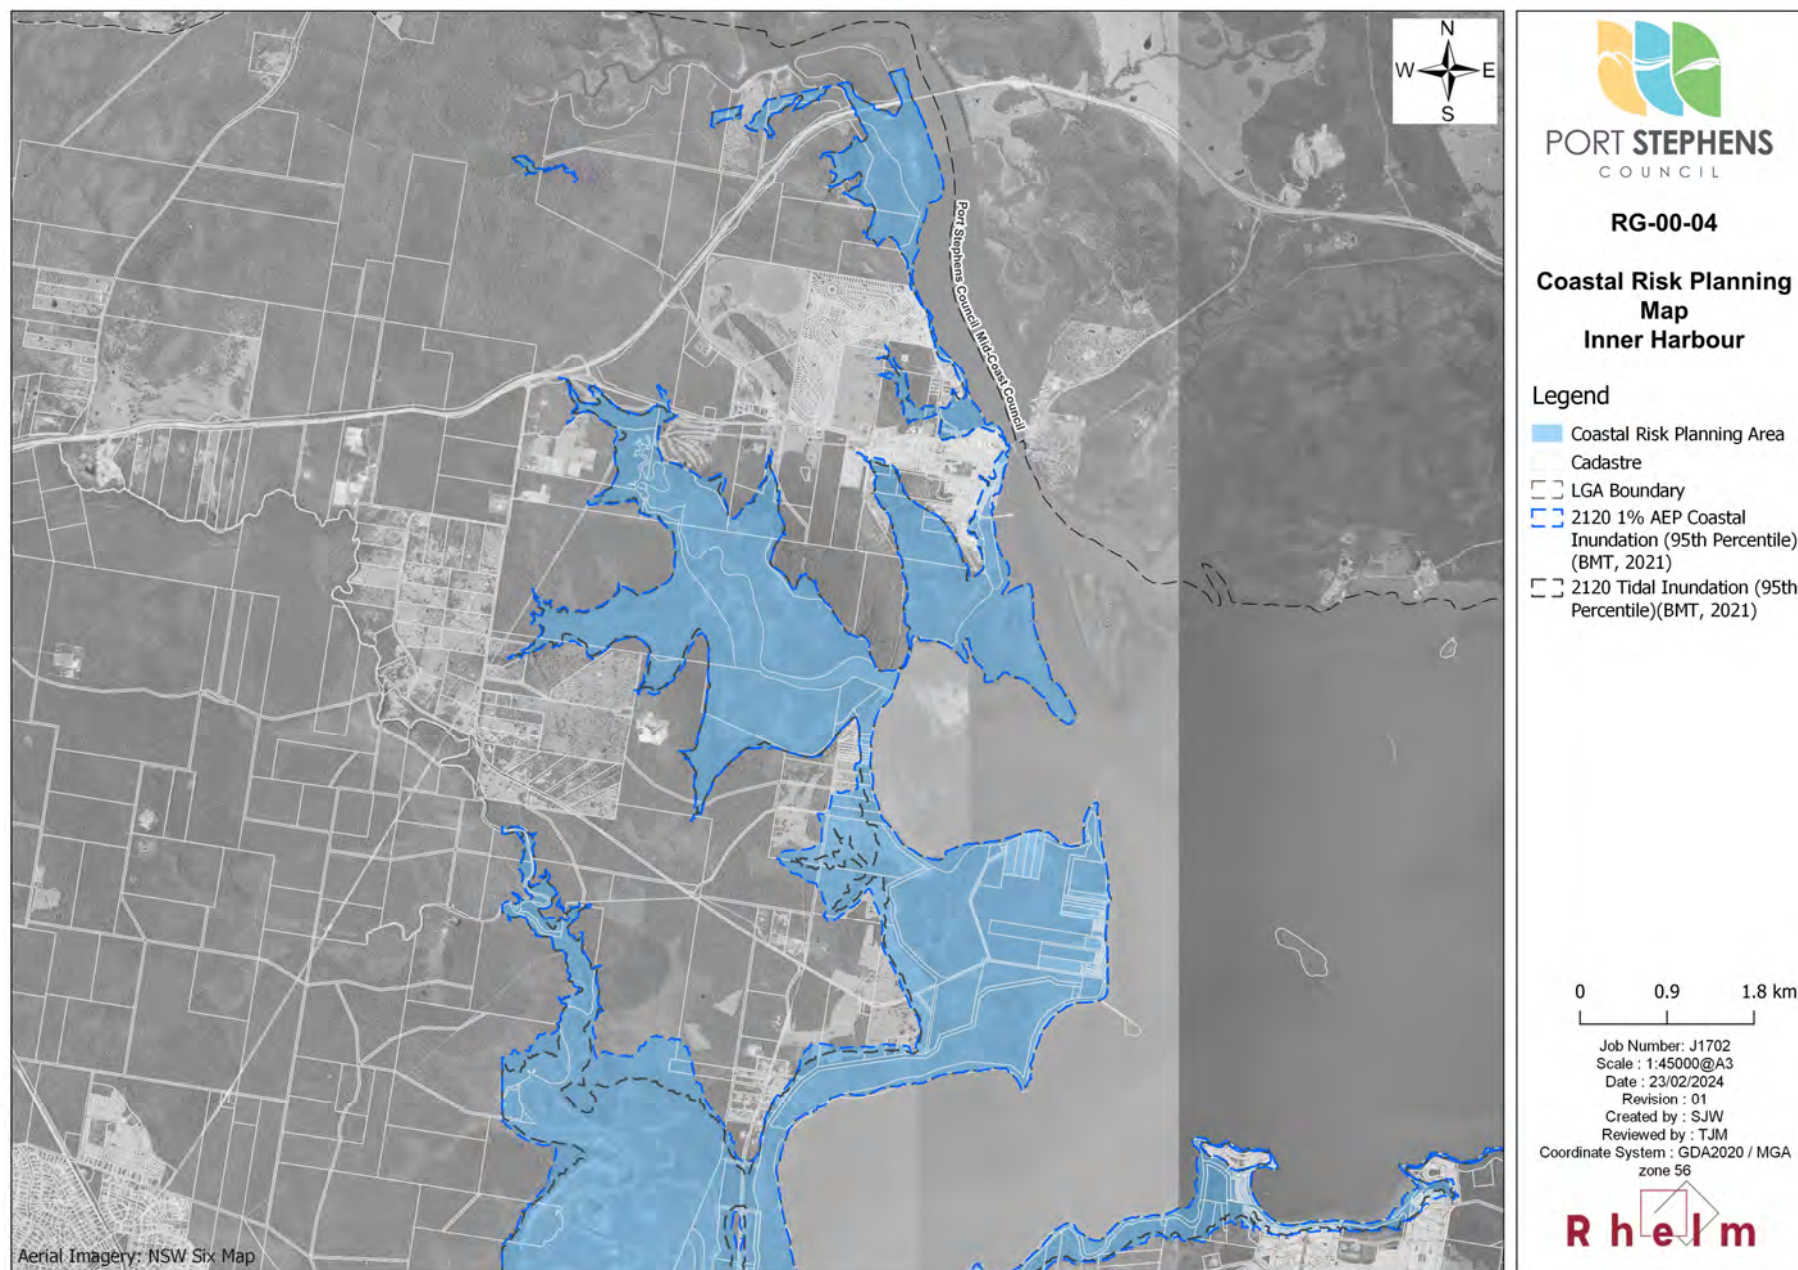 N
W E
S
Port Stephens Council Mid-Coast Council
Aerial Imagery: NSW Six Map
PORT STEPHENS
COUNCIL
RG-00-04
Coastal Risk Planning
Map
Inner Harbour
Legend
Coastal Risk Planning Area
Cadastre
LGA Boundary
2120 1% AEP Coastal
Inundation (95th Percentile)
(BMT, 2021)
2120 Tidal Inundation (95th
Percentile)(BMT, 2021)
0 0.9 1.8 km
Job Number: J1702
Scale : 1:45000@A3
Date : 23/02/2024
Revision : 01
Created by : SJW
Reviewed by : TJM
Coordinate System : GDA2020 / MGA
zone 56
Rhelm